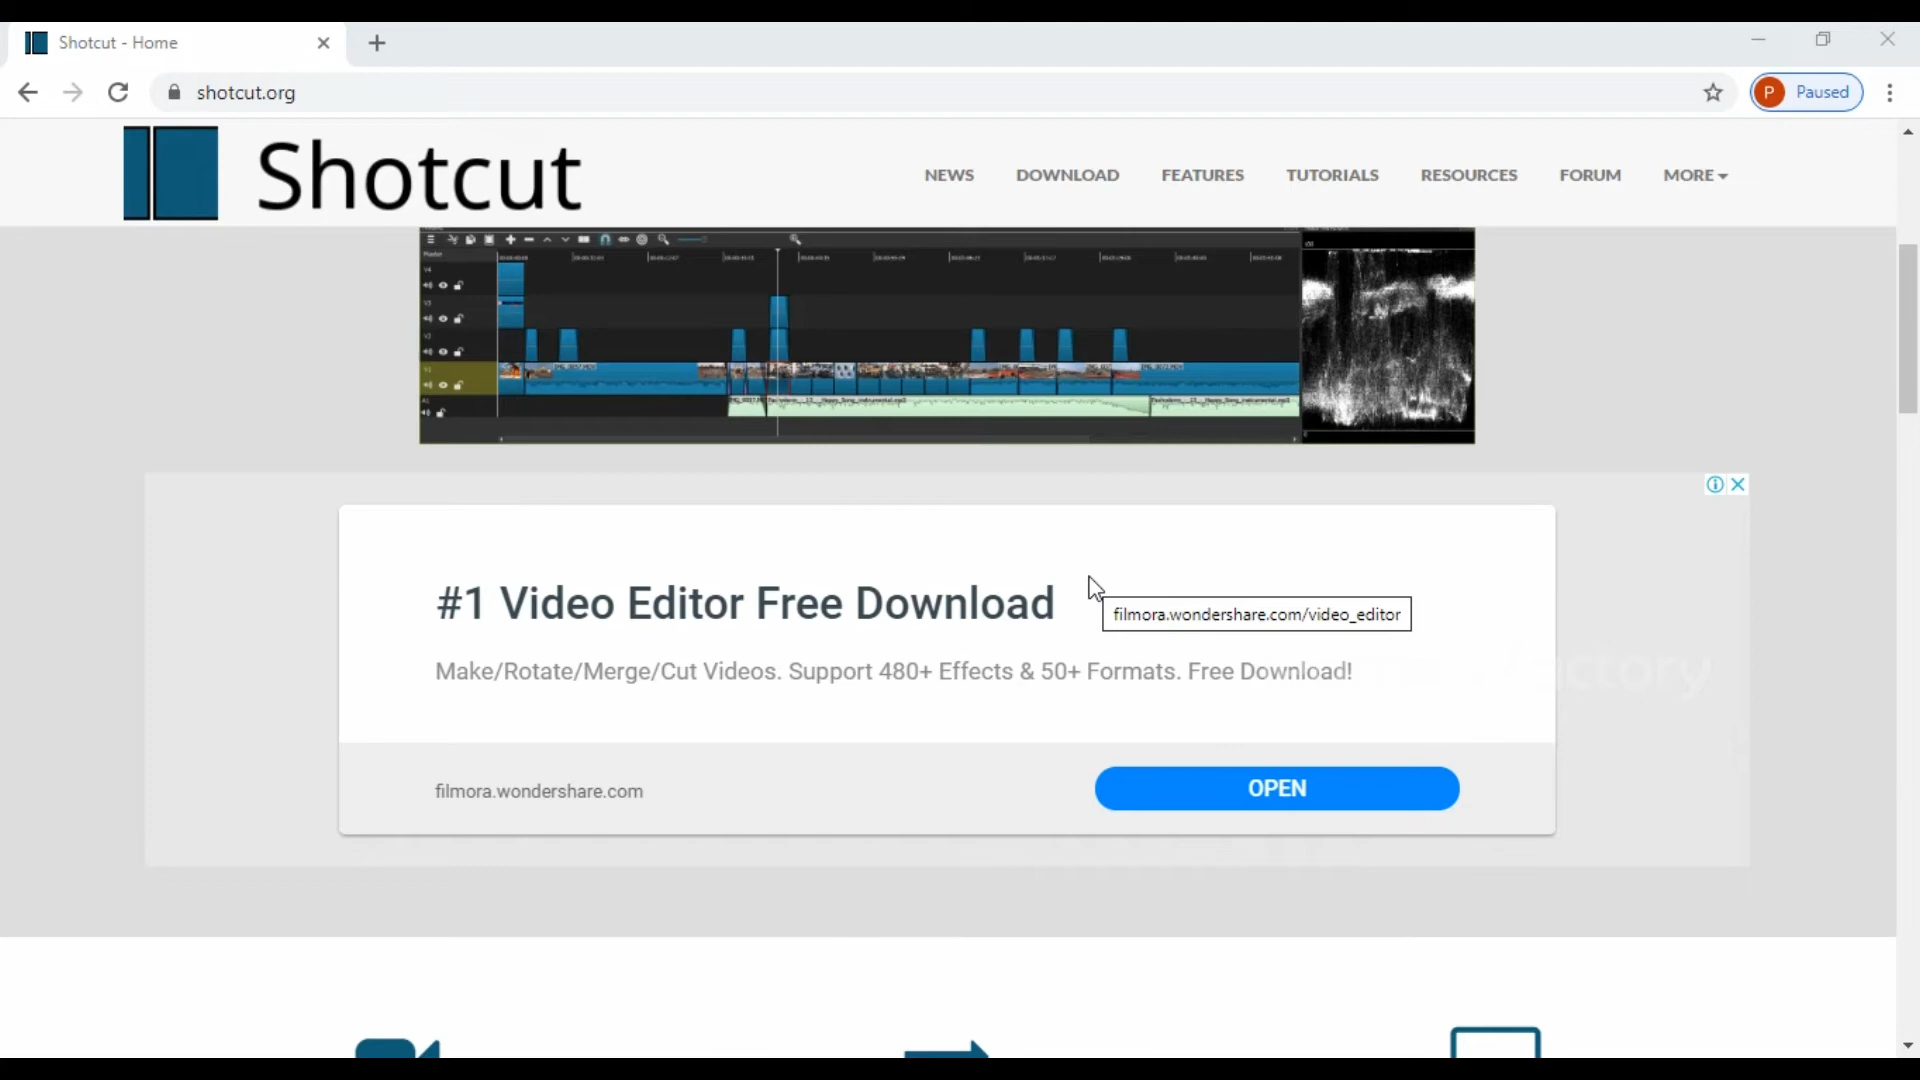 Shotcut - Home
shotcut.org
P Paused
Shotcut
NEWS DOWNLOAD FEATURES TUTORIALS RESOURCES FORUM MORE
Master
#1 Video Editor Free Download
filmora.wondershare.com/video_editor
Make/Rotate/Merge/Cut Videos. Support 480+ Effects & 50+ Formats. Free Download!
filmora.wondershare.com
OPEN